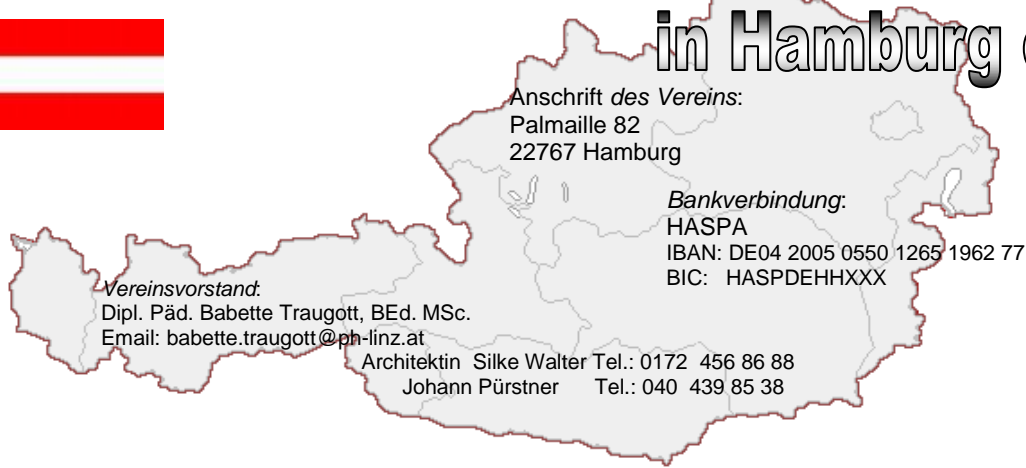 in Hamburg
Anschrift des Vereins:
Palmaille 82
22767 Hamburg
Bankverbindung:
HASPA
IBAN: DE04 2005 0550 1265 1962 77
BIC: HASPDEHHXXX
Vereinsvorstand:
Dipl. Päd. Babette Traugott, BEd. MSc.
Email: babette.traugott@ph-linz.at
Architektin Silke Walter Tel.: 0172 456 86 88
Johann Pürstner Tel.: 040 439 85 38